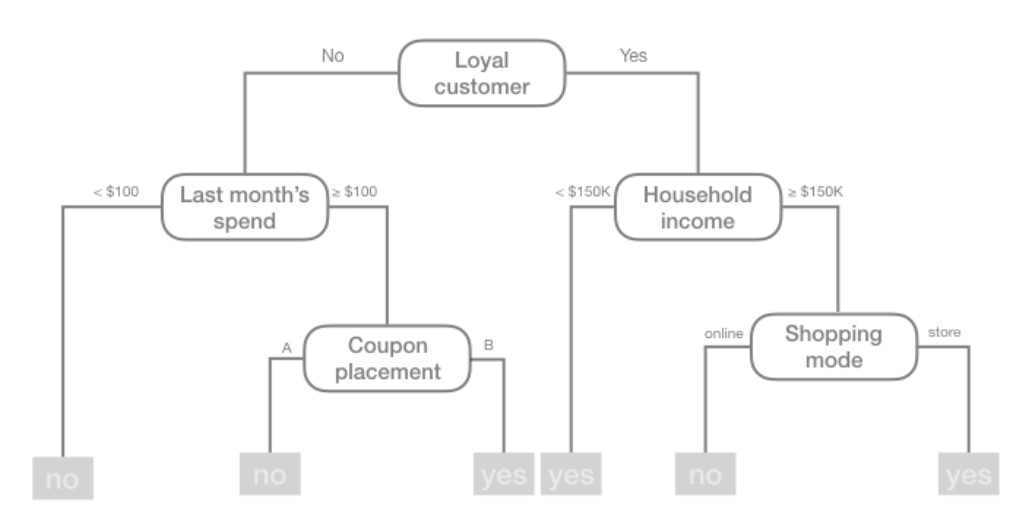 No
Loyal
customer
Yes
< $100
Last month's
spend
≥ $100
< $150K
Household
income
≥ $150K
A
Coupon
placement
B
online
Shopping
mode
store
no
no
yes
yes
no
yes